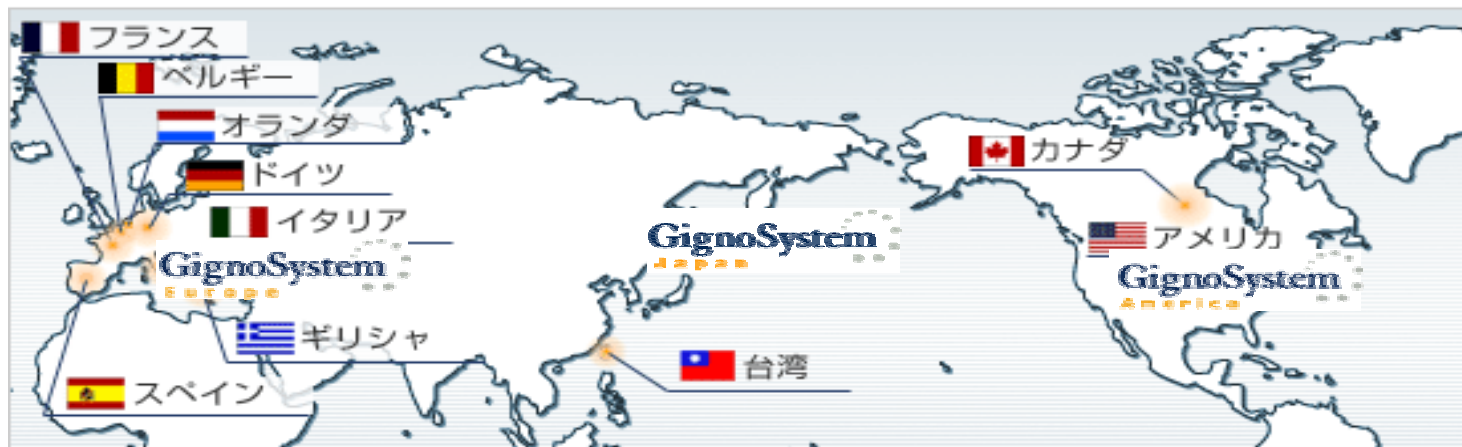 フランス
ベルギー
オランダ
ドイツ
イタリア
GignoSystem
Europe
ギリシャ
スペイン
GignoSystem
Japan
台湾
カナダ
アメリカ
GignoSystem
America